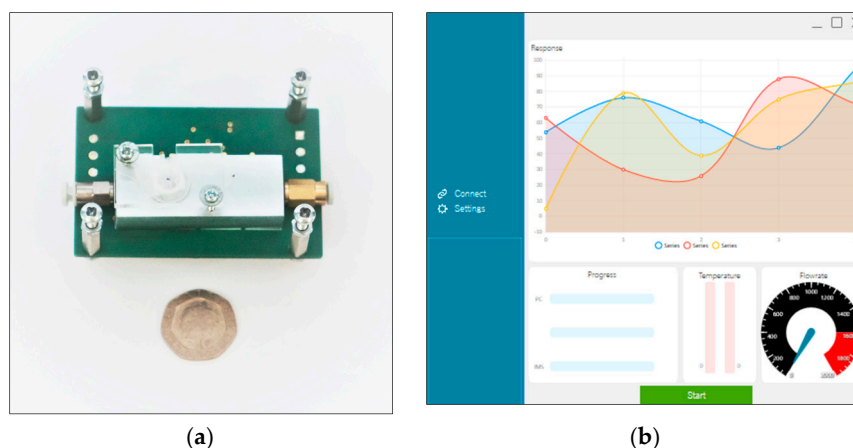 Response
100
90
80
70
60
50
40
30
20
10
0
-10
0 1 2 3
Series Series Series
Connect
Settings
Progress
PC
IMS
Temperature
0 0
Flowrate
0 200 400 600 800 1000 1200 1400 1600 1800 2000
Start
(a) (b)